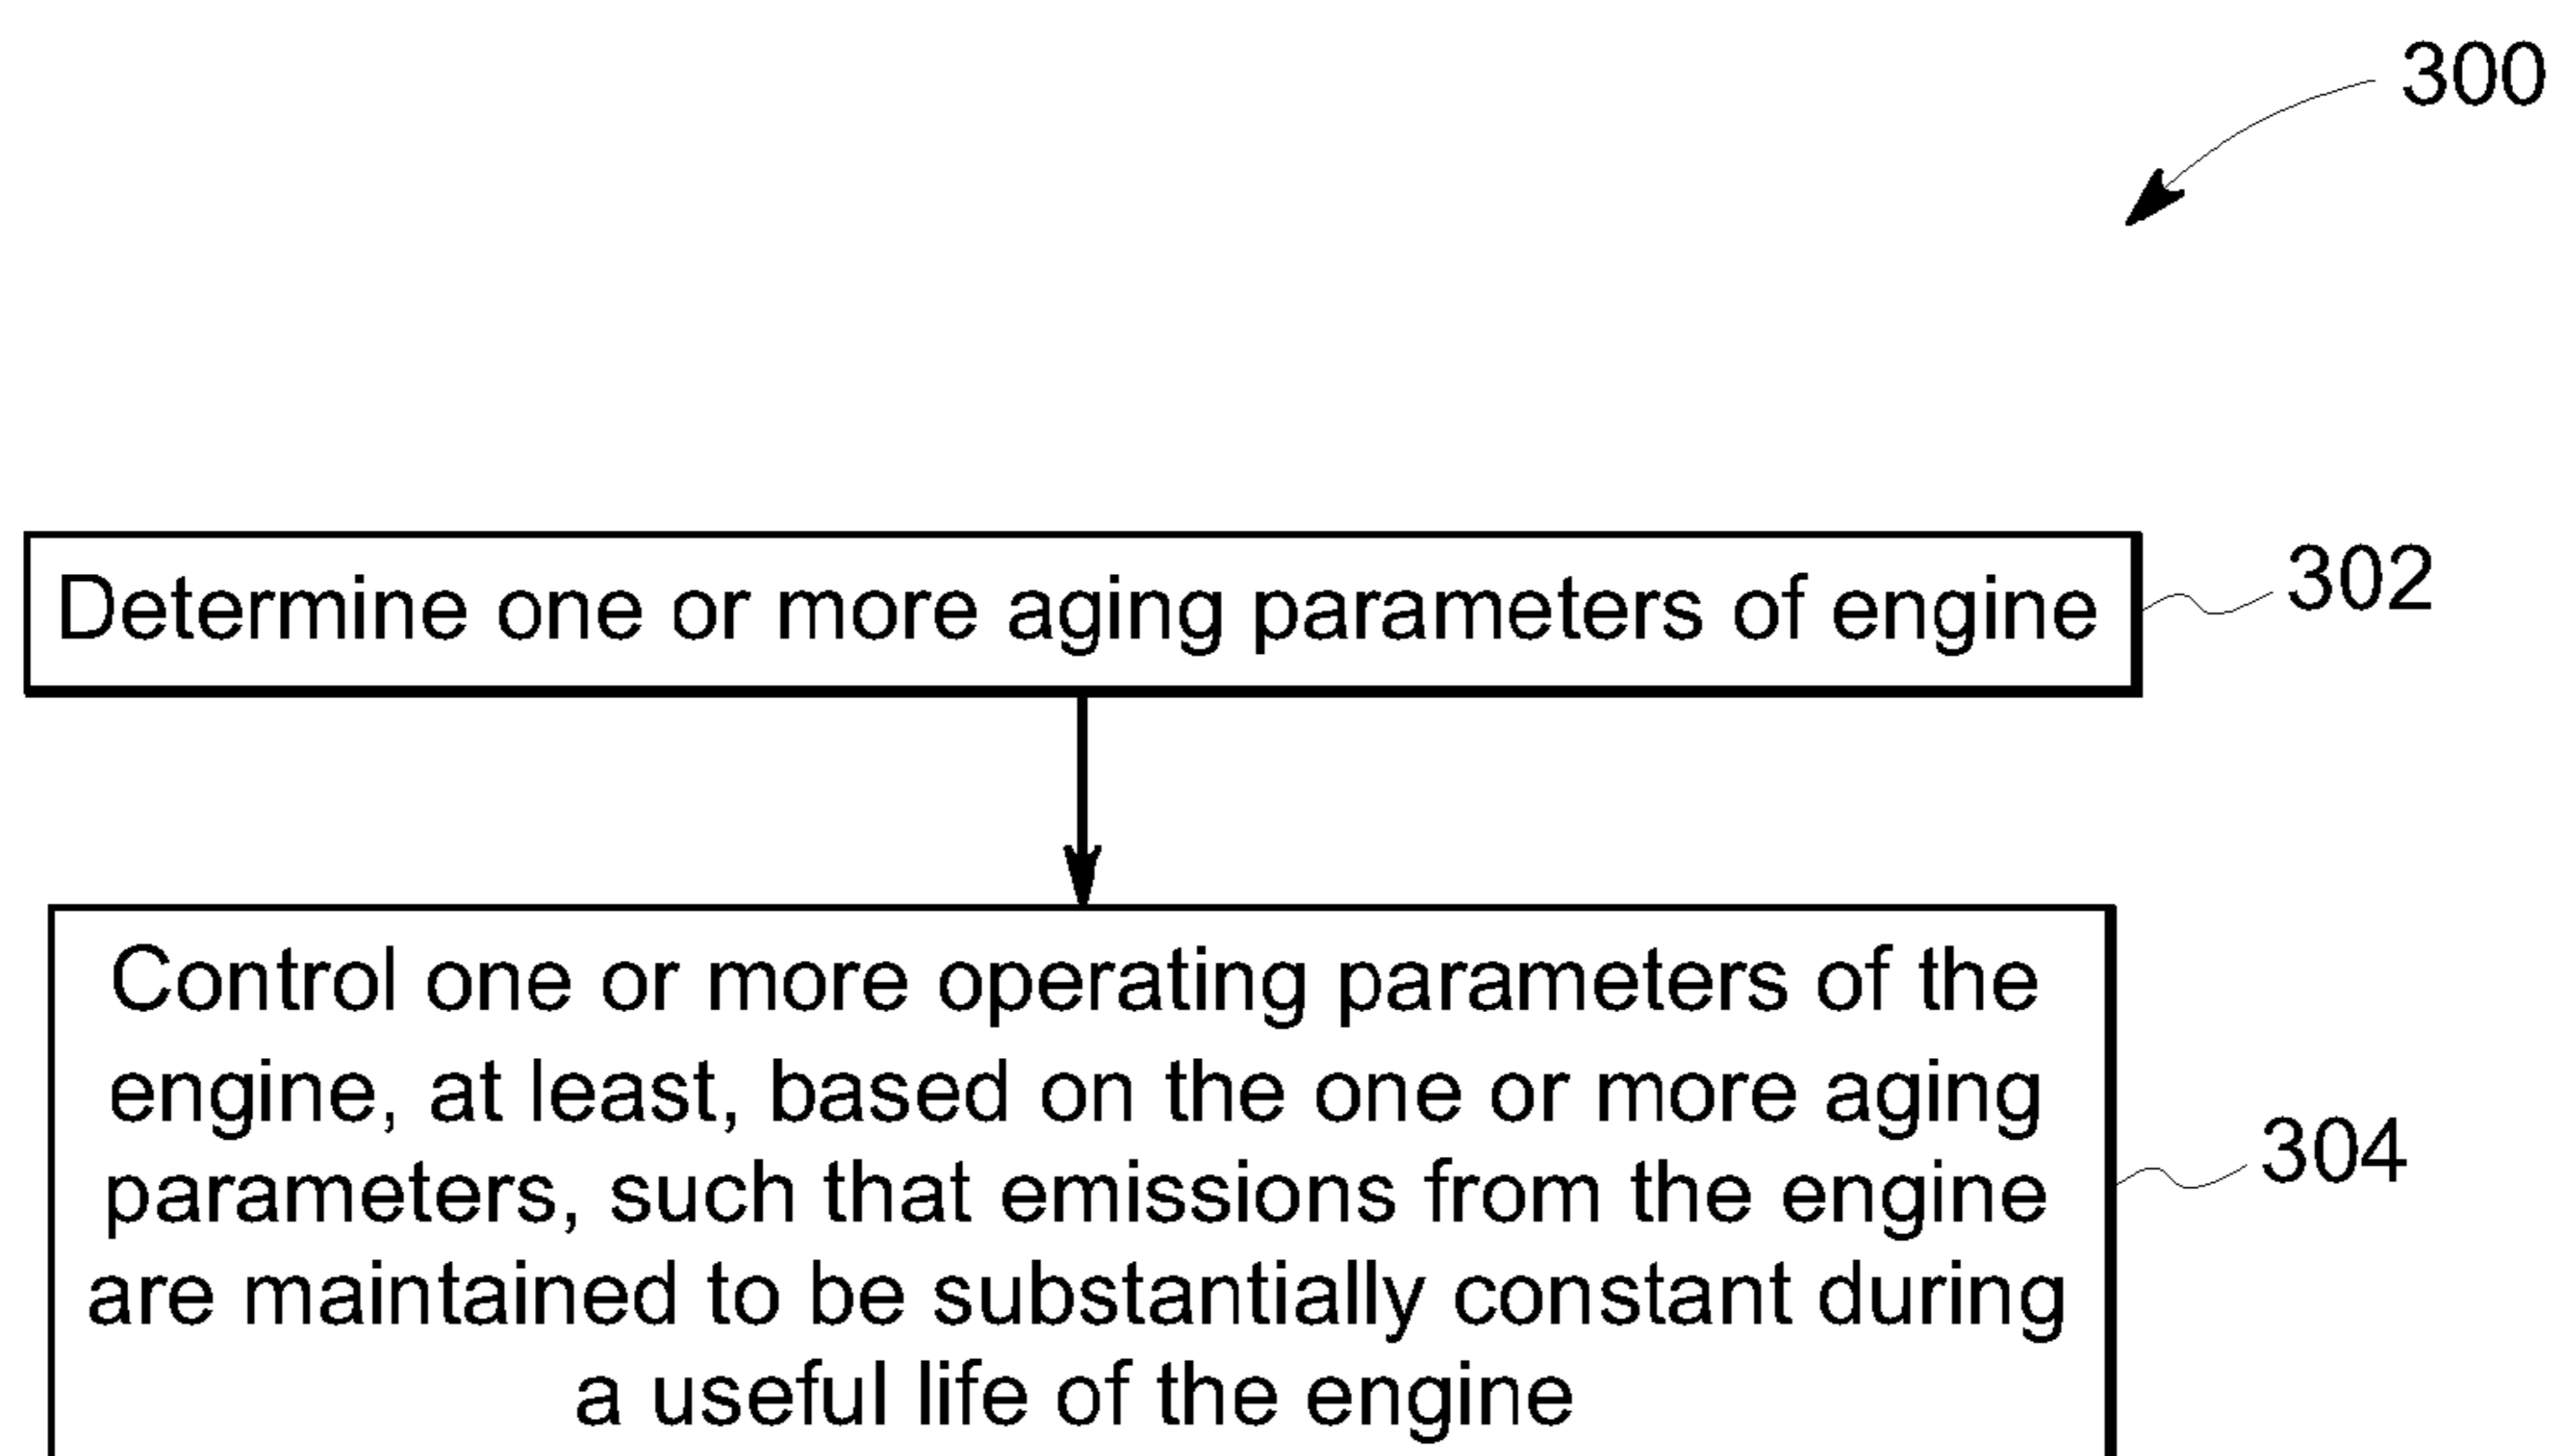 300
Determine one or more aging parameters of engine
302
Control one or more operating parameters of the
engine, at least, based on the one or more aging
parameters, such that emissions from the engine
are maintained to be substantially constant during
a useful life of the engine
304